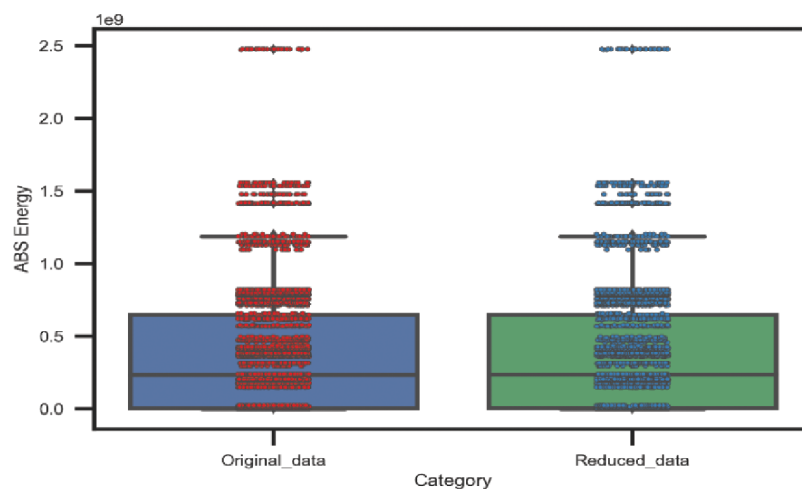 1e9
2.5
2.0
1.5
1.0
0.5
0.0
ABS Energy
Original_data
Reduced_data
Category